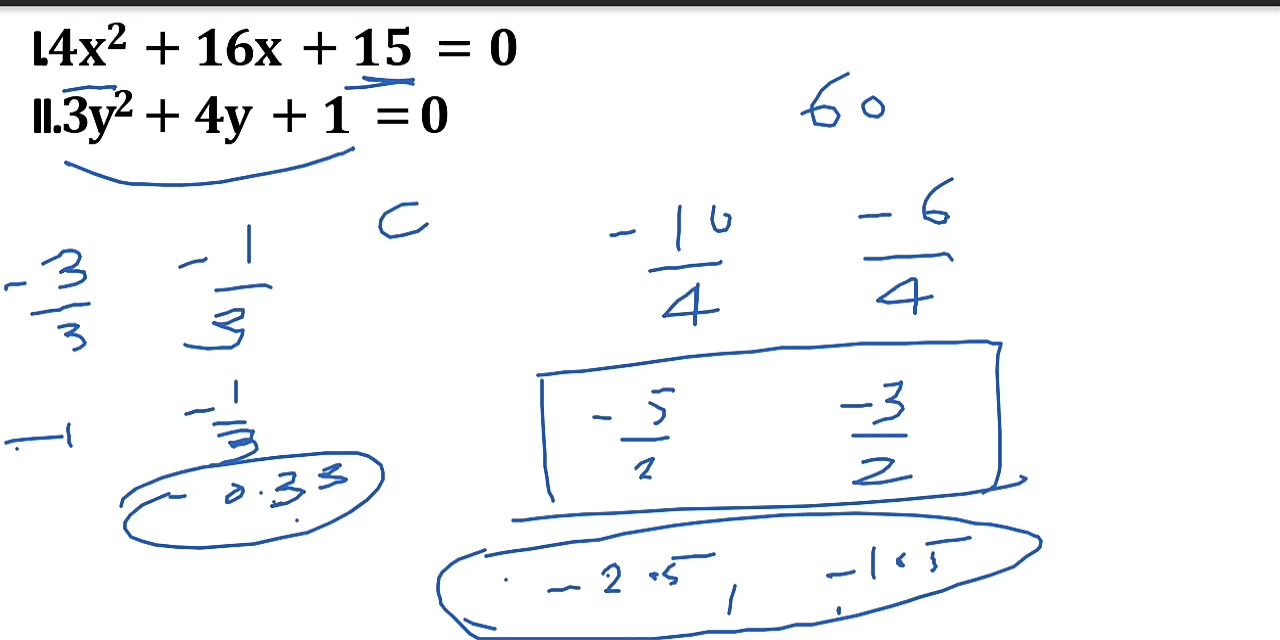 I.4x² + 16x + 15 = 0
II.3y² + 4y + 1 = 0
60
C
-3/3 -1/3
-10/4 -6/4
-1 -1/3
-5/2 -3/2
-0.33
-2.5, -1.5